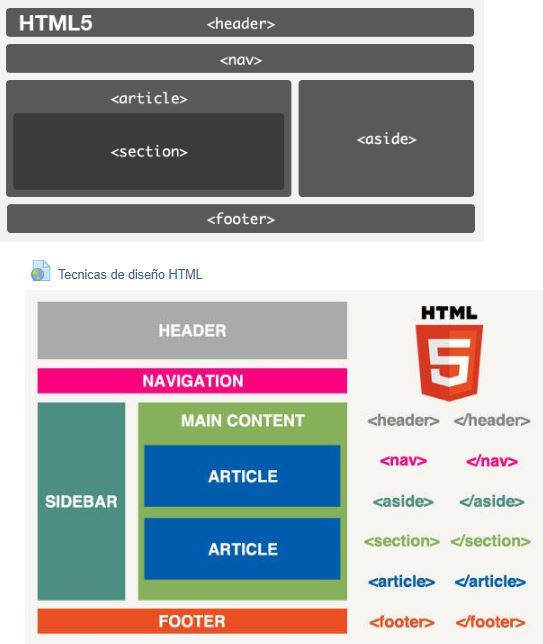 HTML5 <header>
<nav>
<article>
<section>
<aside>
<footer>
Tecnicas de diseño HTML
HEADER
NAVIGATION
SIDEBAR
MAIN CONTENT
ARTICLE
ARTICLE
FOOTER
HTML
5
<header> </header>
<nav> </nav>
<aside> </aside>
<section> </section>
<article> </article>
<footer> </footer>